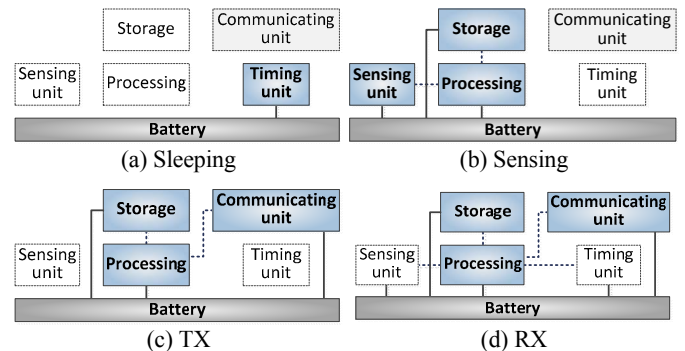 Storage
Communicating
unit
Sensing
unit
Processing
Timing
unit
Battery
(a) Sleeping
Storage
Communicating
unit
Sensing
unit
Processing
Timing
unit
Battery
(b) Sensing
Storage
Communicating
unit
Sensing
unit
Processing
Timing
unit
Battery
(c) TX
Storage
Communicating
unit
Sensing
unit
Processing
Timing
unit
Battery
(d) RX